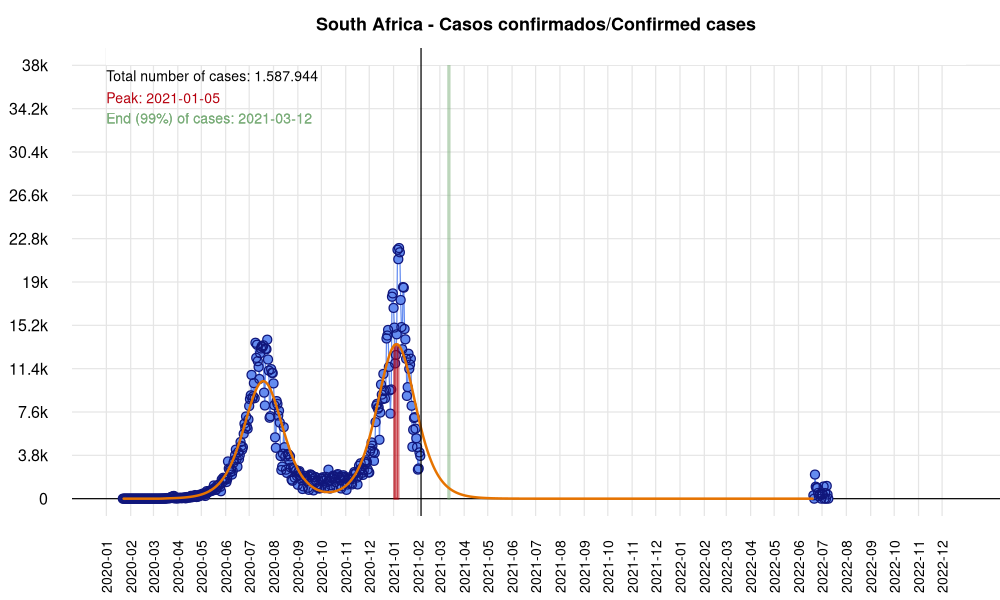 South Africa - Casos confirmados/Confirmed cases
Total number of cases: 1.587.944
Peak: 2021-01-05
End (99%) of cases: 2021-03-12
38k
34.2k
30.4k
26.6k
22.8k
19k
15.2k
11.4k
7.6k
3.8k
0
2020-01
2020-02
2020-03
2020-04
2020-05
2020-06
2020-07
2020-08
2020-09
2020-10
2020-11
2020-12
2021-01
2021-02
2021-03
2021-04
2021-06
2021-06
2021-07
2021-08
2021-09
2021-10
2021-11
2021-12
2022-02
2022-02
2022-03
2022-04
2022-05
2022-06
2022-07
2022-08
2022-09
2022-10
2022-11
2022-12